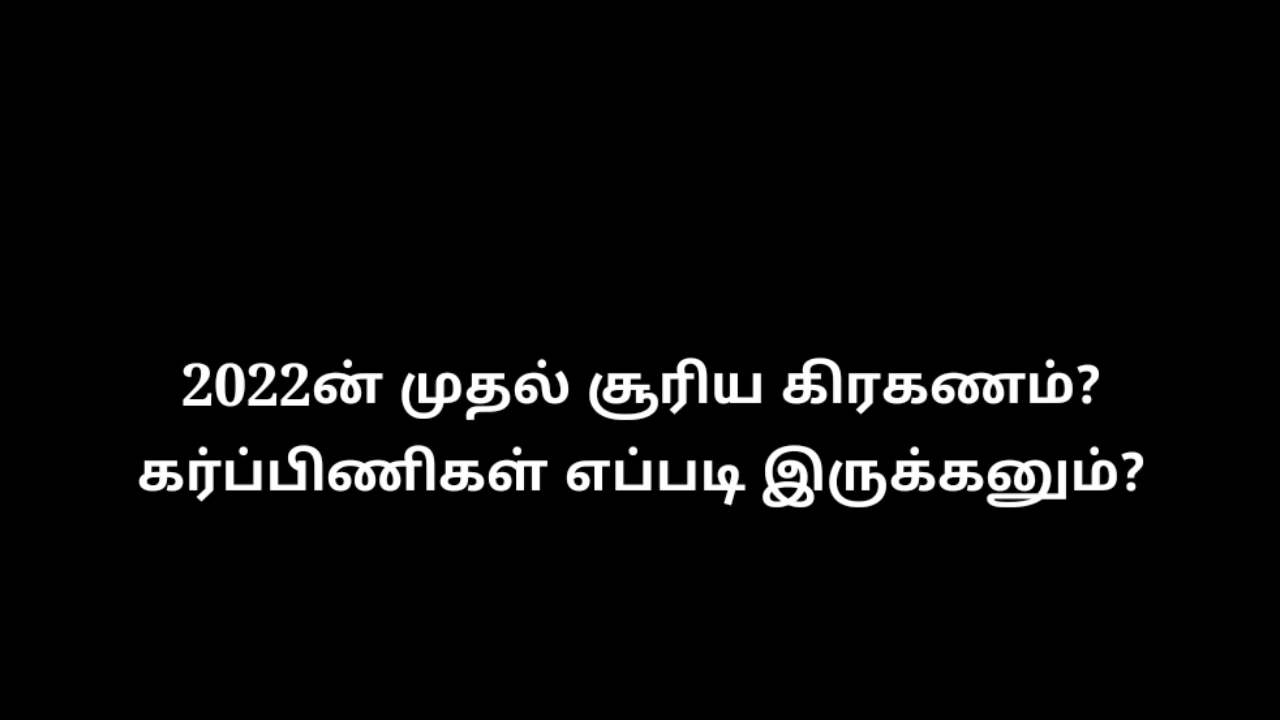 2022ன் முதல் சூரிய கிரகணம்?
கர்ப்பிணிகள் எப்படி இருக்கனும்?